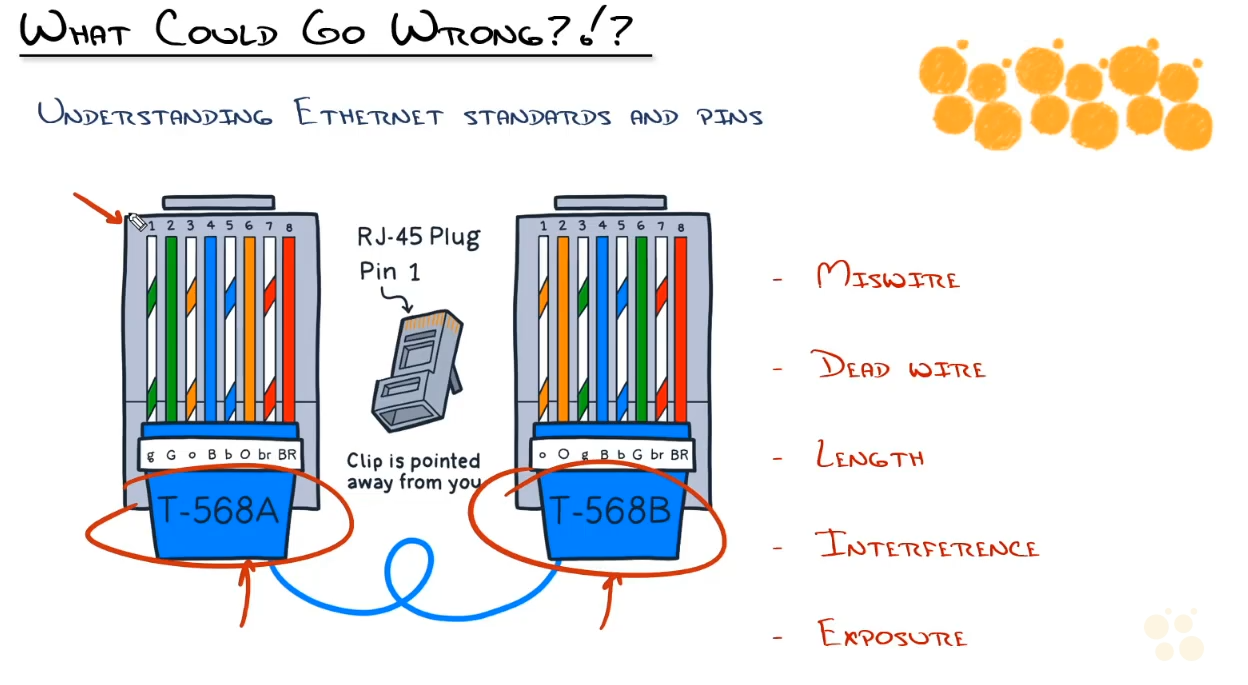 What Could Go Wrong?!?
Understanding Ethernet standards and pins
1 2 3 4 5 6 7 8
g G o B b O br BR
T-568A
RJ-45 Plug
Pin 1
Clip is pointed
away from you
1 2 3 4 5 6 7 8
o O g B b G br BR
T-568B
- Miswire
- Dead wire
- Length
- Interference
- Exposure